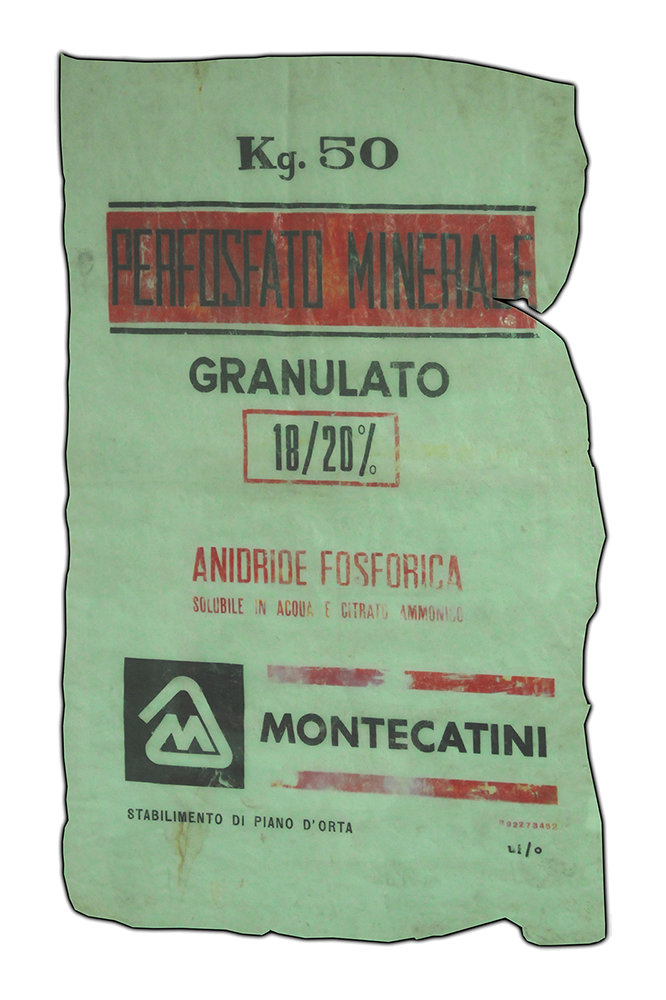 Kg. 50
PERFOSFATO MINERALE
GRANULATO
18/20%
ANIDRIDE FOSFORICA
SOLUBILE IN ACQUA E CITRATO AMMONICO
M
MONTECATINI
STABILIMENTO DI PIANO D'ORTA